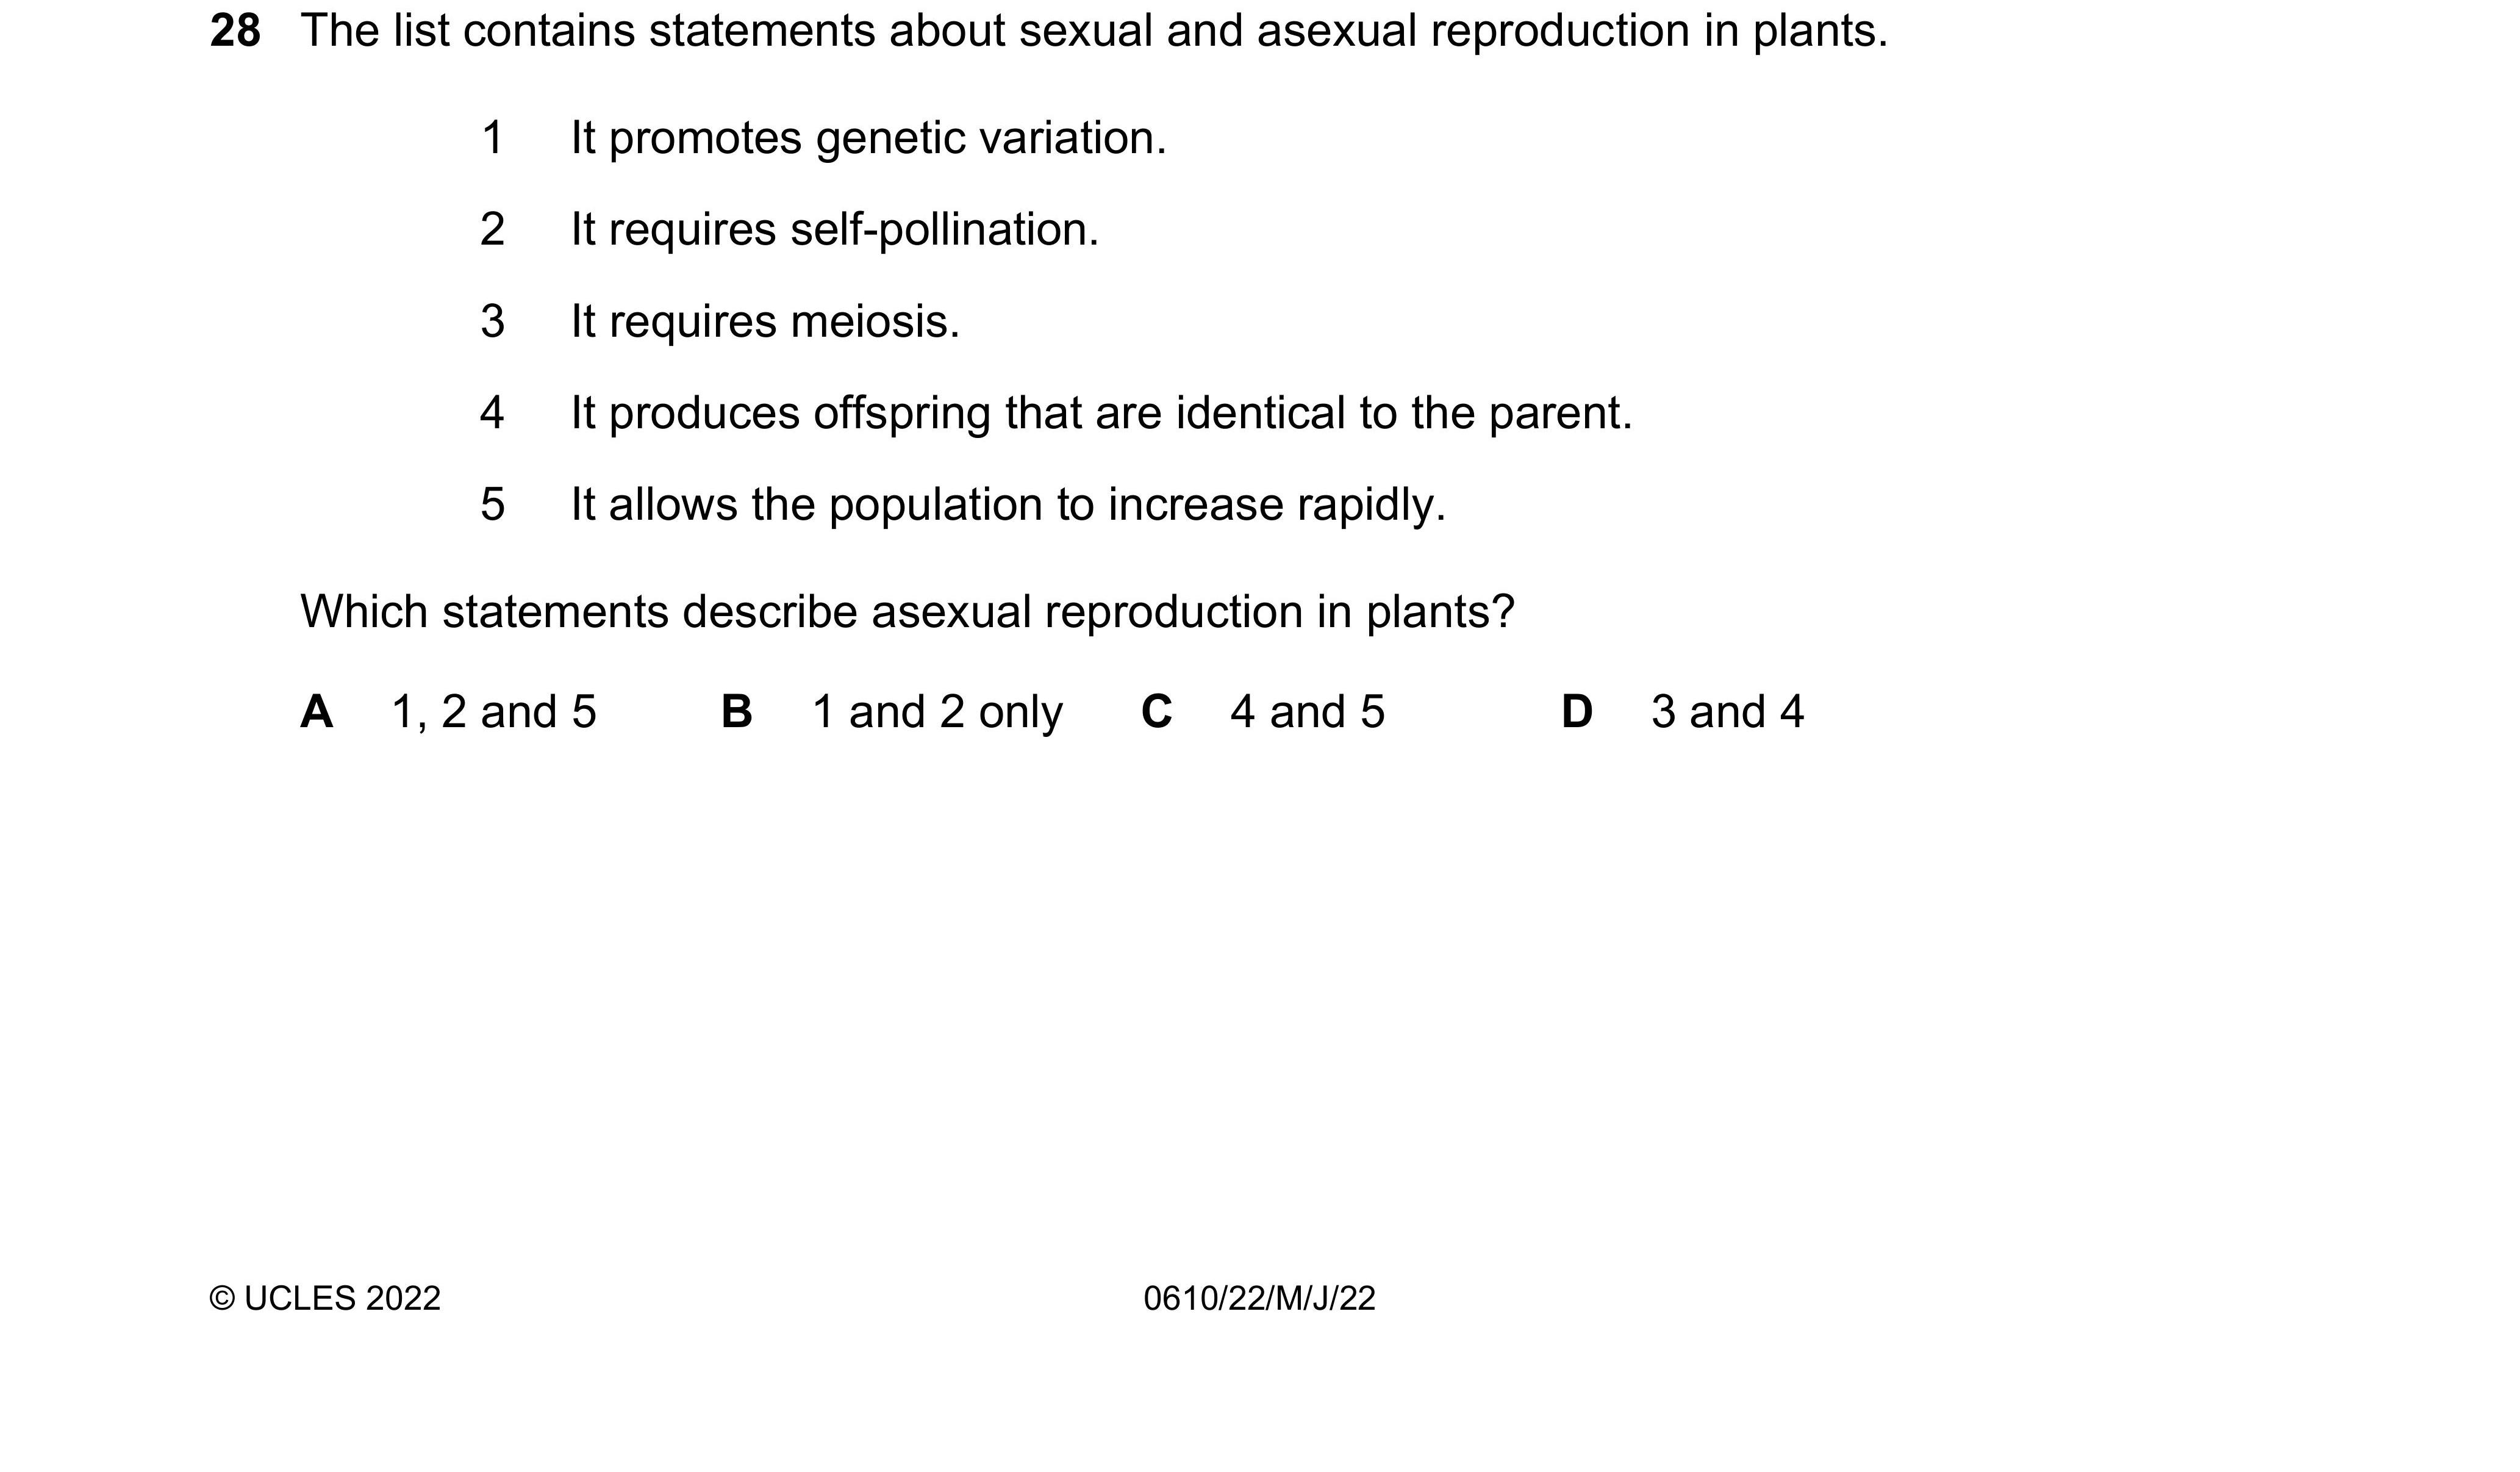 28 The list contains statements about sexual and asexual reproduction in plants.
1 It promotes genetic variation.
2 It requires self-pollination.
3 It requires meiosis.
4 It produces offspring that are identical to the parent.
5 It allows the population to increase rapidly.
Which statements describe asexual reproduction in plants?
A 1, 2 and 5 B 1 and 2 only C 4 and 5 D 3 and 4
© UCLES 2022 0610/22/M/J/22